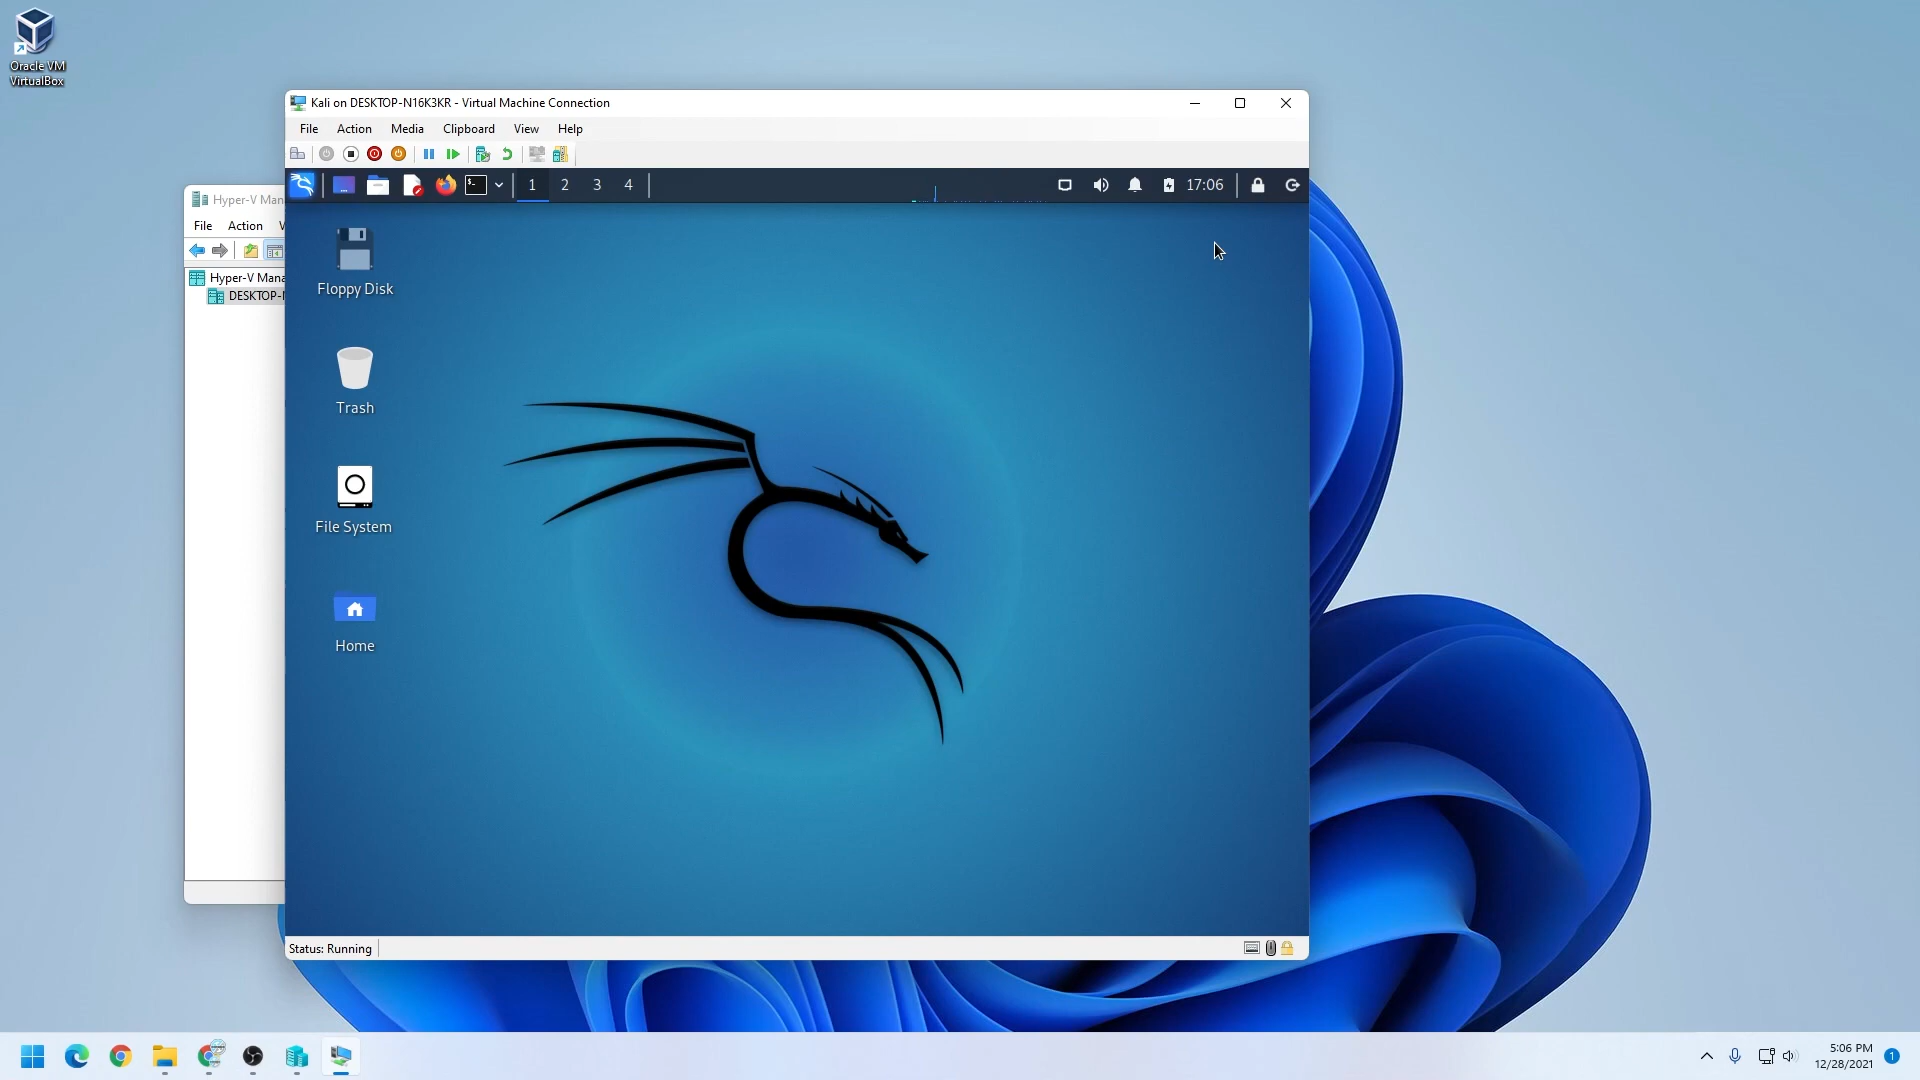 Oracle VM
VirtualBox
Kali on DESKTOP-N16K3KR - Virtual Machine Connection
File Action Media Clipboard View Help
1 2 3 4 17:06
Hyper-V Man
File Action
Hyper-V Mana
DESKTOP-
Floppy Disk
Trash
File System
Home
Status: Running
5:06 PM
12/28/2021
1